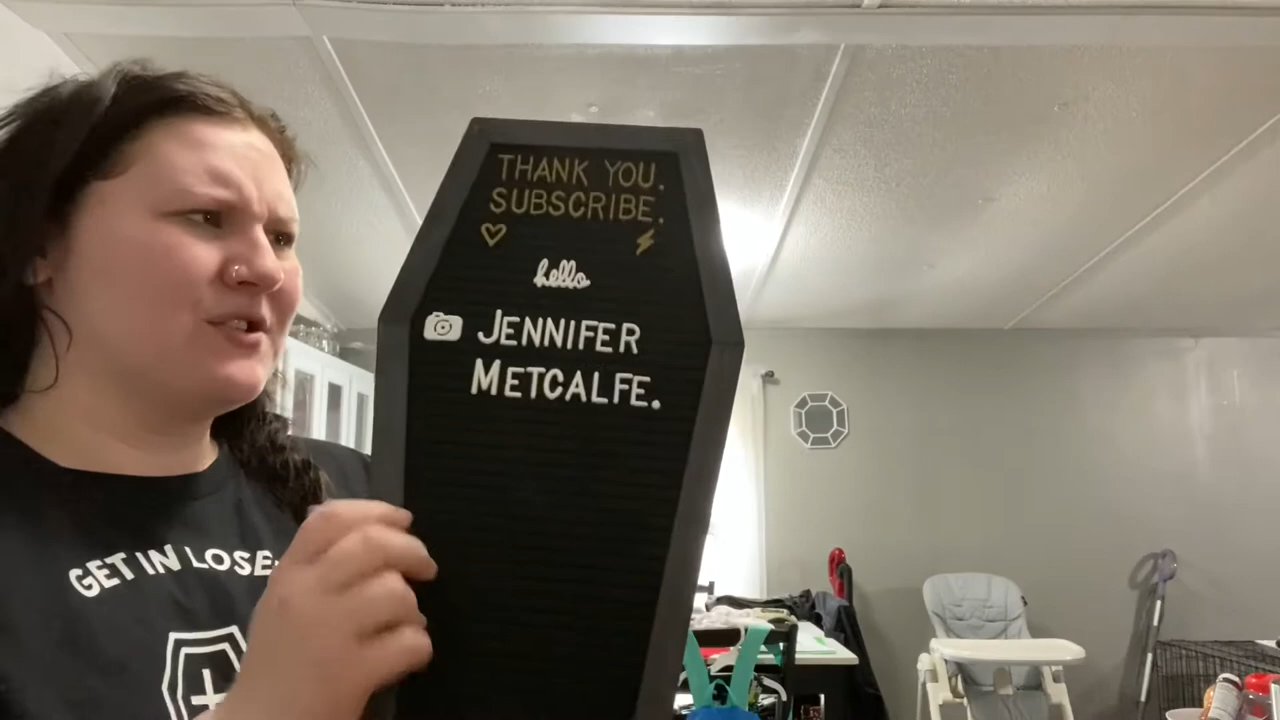 THANK YOU.
SUBSCRIBE.
hello
JENNIFER
METCALFE.
GET IN LOSE